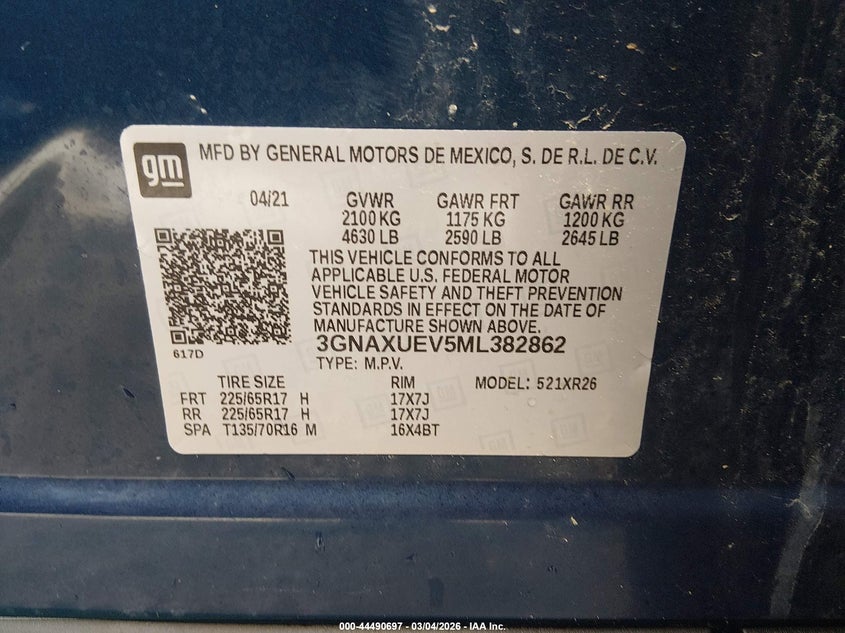 gm
MFD BY GENERAL MOTORS DE MEXICO, S. DE R.L. DE C.V.
04/21 GVWR GAWR FRT GAWR RR
2100 KG 1175 KG 1200 KG
4630 LB 2590 LB 2645 LB
THIS VEHICLE CONFORMS TO ALL
APPLICABLE U.S. FEDERAL MOTOR
VEHICLE SAFETY AND THEFT PREVENTION
STANDARDS IN EFFECT ON THE DATE OF
MANUFACTURE SHOWN ABOVE.
3GNAXUEV5ML382862
617D
TYPE: M.P.V.
TIRE SIZE RIM MODEL: 521XR26
FRT 225/65R17 H 17X7J
RR 225/65R17 H 17X7J
SPA T135/70R16 M 16X4BT
000-44490697 - 03/04/2026 - IAA Inc.